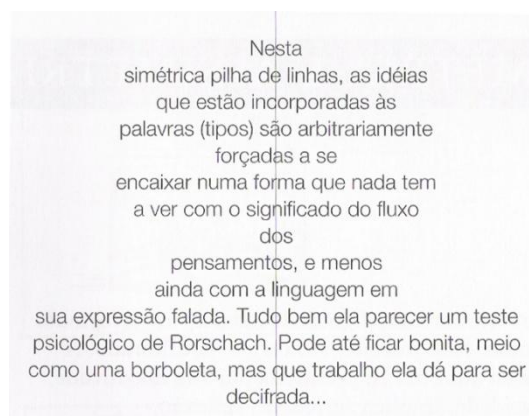 Nesta
simétrica pilha de linhas, as idéias
que estão incorporadas às
palavras (tipos) são arbitrariamente
forçadas a se
encaixar numa forma que nada tem
a ver com o significado do fluxo
dos
pensamentos, e menos
ainda com a linguagem em
sua expressão falada. Tudo bem ela parecer um teste
psicológico de Rorschach. Pode até ficar bonita, meio
como uma borboleta, mas que trabalho ela dá para ser
decifrada...